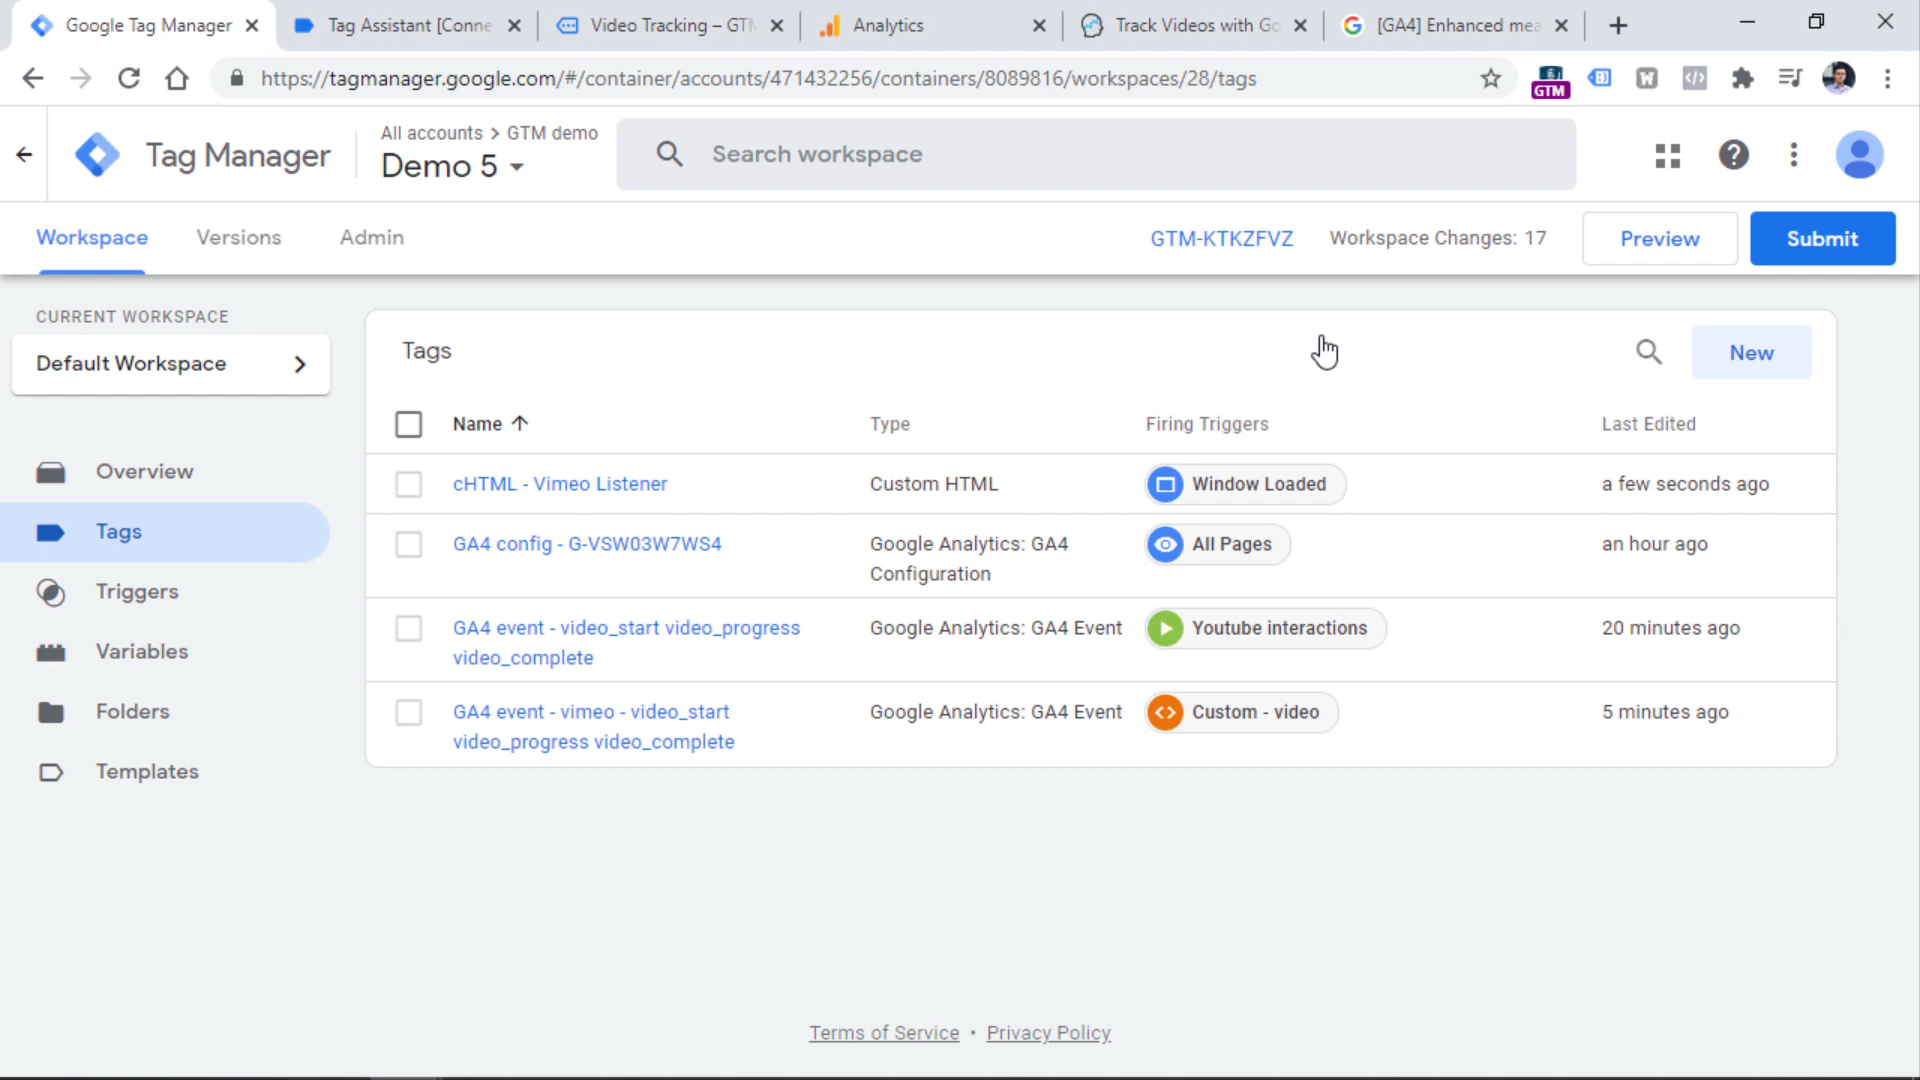 Google Tag Manager
Tag Assistant [Conne
Video Tracking – GTM
Analytics
Track Videos with Go
[GA4] Enhanced mea
https://tagmanager.google.com/#/container/accounts/471432256/containers/8089816/workspaces/28/tags
GTM
W
Tag Manager
All accounts > GTM demo
Demo 5
Search workspace
Workspace
Versions
Admin
GTM-KTKZFVZ
Workspace Changes: 17
Preview
Submit
CURRENT WORKSPACE
Default Workspace
Overview
Tags
Triggers
Variables
Folders
Templates
Tags
New
Name
Type
Firing Triggers
Last Edited
cHTML - Vimeo Listener
Custom HTML
Window Loaded
a few seconds ago
GA4 config - G-VSW03W7WS4
Google Analytics: GA4
Configuration
All Pages
an hour ago
GA4 event - video_start video_progress
video_complete
Google Analytics: GA4 Event
Youtube interactions
20 minutes ago
GA4 event - vimeo - video_start
video_progress video_complete
Google Analytics: GA4 Event
Custom - video
5 minutes ago
Terms of Service • Privacy Policy